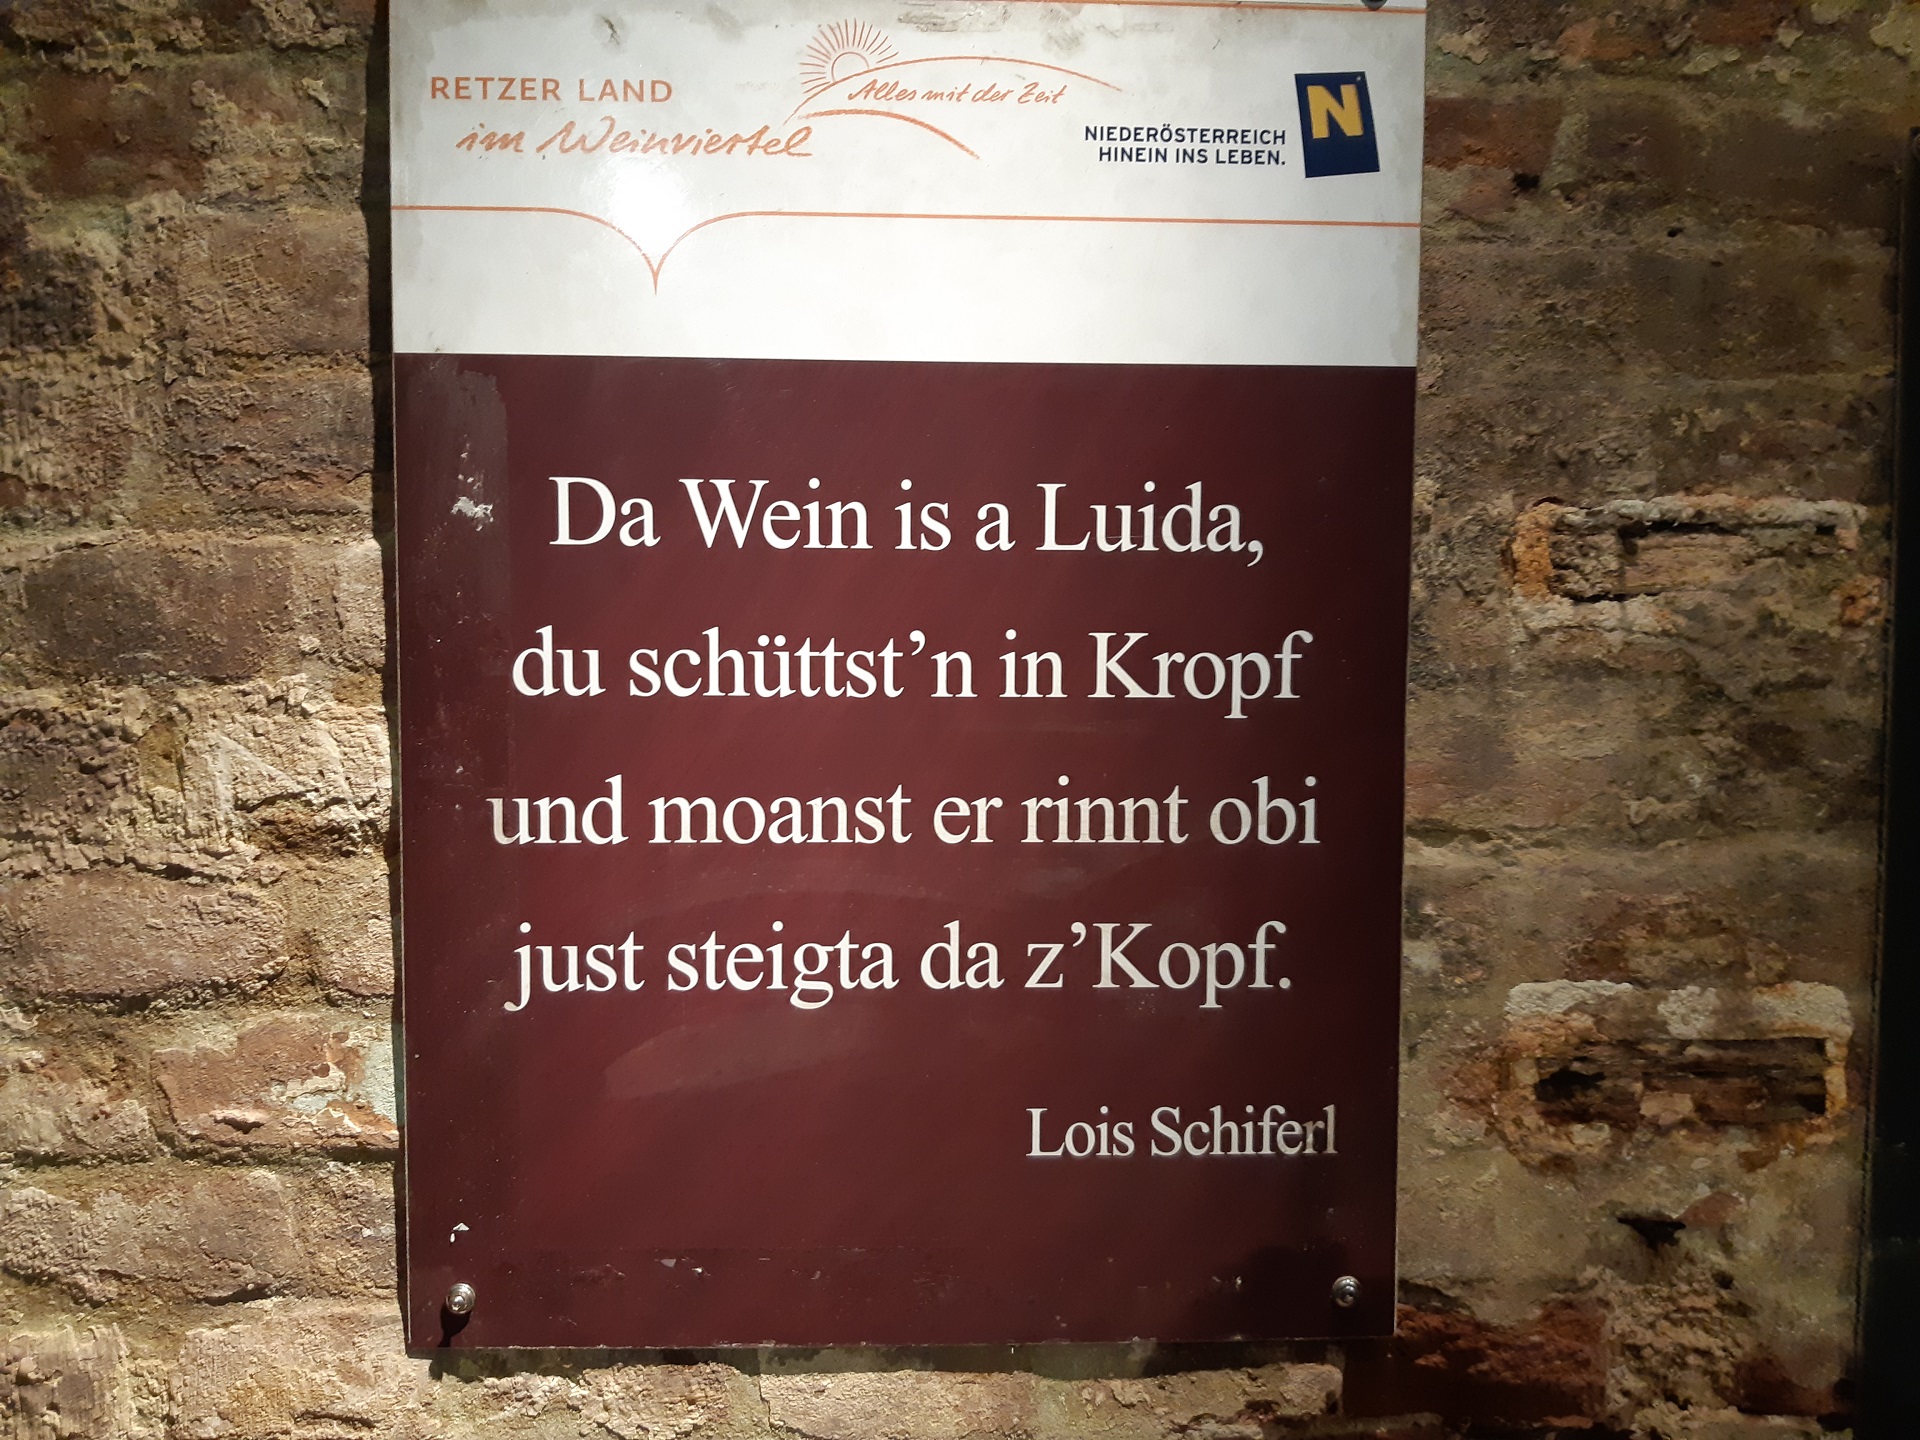 RETZER LAND
im Weinviertel
Alles mit der Zeit
NIEDERÖSTERREICH
HINEIN INS LEBEN.
N
Da Wein is a Luida,
du schüttst’n in Kropf
und moanst er rinnt obi
just steigta da z’Kopf.
Lois Schiferl